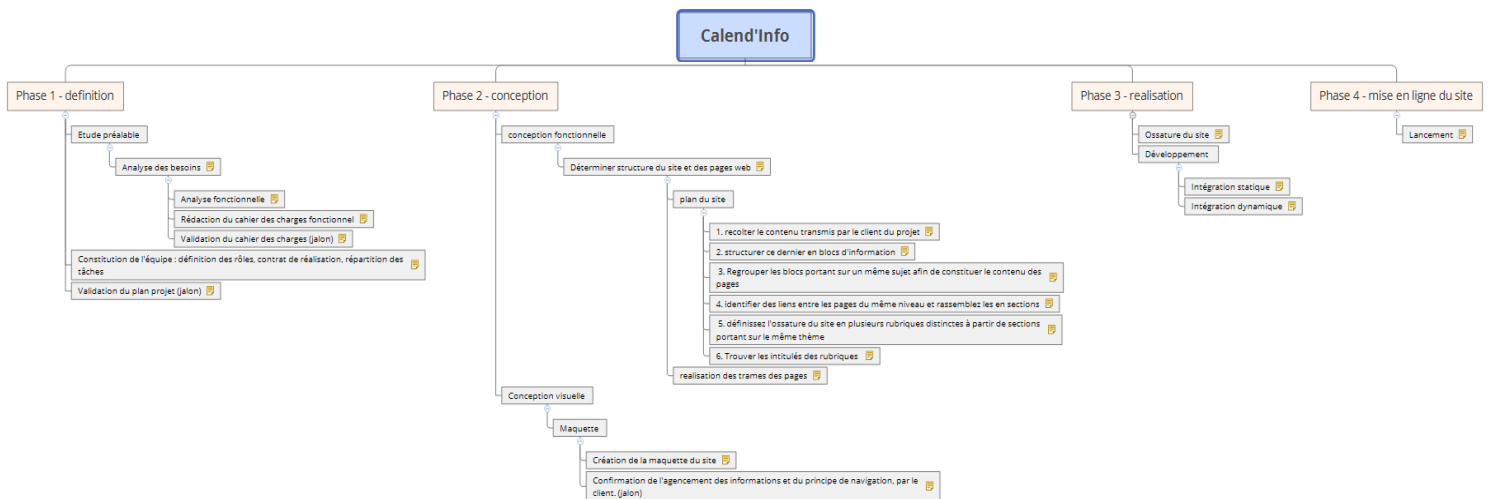 Calend'Info
Phase 1 - definition
Etude préalable
Analyse des besoins
Analyse fonctionnelle
Rédaction du cahier des charges fonctionnel
Validation du cahier des charges (jalon)
Constitution de l'équipe : définition des rôles, contrat de réalisation, répartition des
tâches
Validation du plan projet (jalon)
Phase 2 - conception
conception fonctionnelle
Déterminer structure du site et des pages web
plan du site
1. recolter le contenu transmis par le client du projet
2. structurer ce dernier en blocs d'information
3. Regrouper les blocs portant sur un même sujet afin de constituer le contenu des
pages
4. identifier des liens entre les pages du même niveau et rassemblez les en sections
5. définissez l'ossature du site en plusieurs rubriques distinctes à partir de sections
portant sur le même thème
6. Trouver les intitulés des rubriques
realisation des trames des pages
Conception visuelle
Maquette
Création de la maquette du site
Confirmation de l'agencement des informations et du principe de navigation, par le
client. (jalon)
Phase 3 - realisation
Ossature du site
Développement
Intégration statique
Intégration dynamique
Phase 4 - mise en ligne du site
Lancement